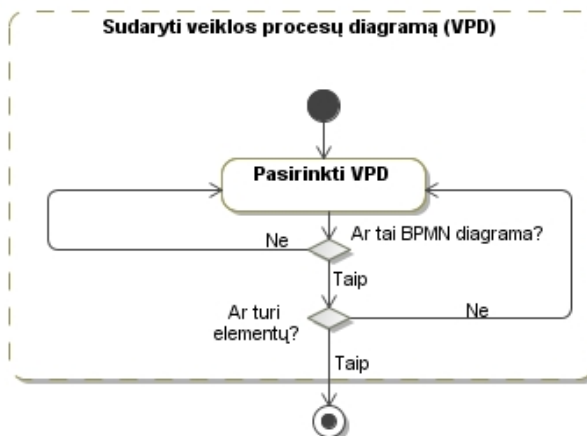 Sudaryti veiklos procesų diagramą (VPD)
Pasirinkti VPD
Ar tai BPMN diagrama?
Ne
Taip
Ar turi
elementų?
Ne
Taip